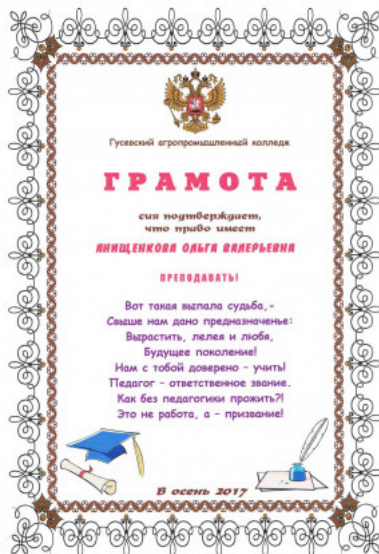 Гусевский агропромышленный колледж
ГРАМОТА
сия подтверждает,
что право имеет
АНИЩЕНКОВА ОЛЬГА ВАЛЕРЬЕВНА
ПРЕПОДАВАТЬ!
Вот такая выпала судьба,-
Свыше нам дано предназначенье:
Вырастить, лелея и любя,
Будущее поколение!
Нам с тобой доверено - учить!
Педагог - ответственное звание.
Как без педагогики прожить?!
Это не работа, а - призвание!
В осень 2017